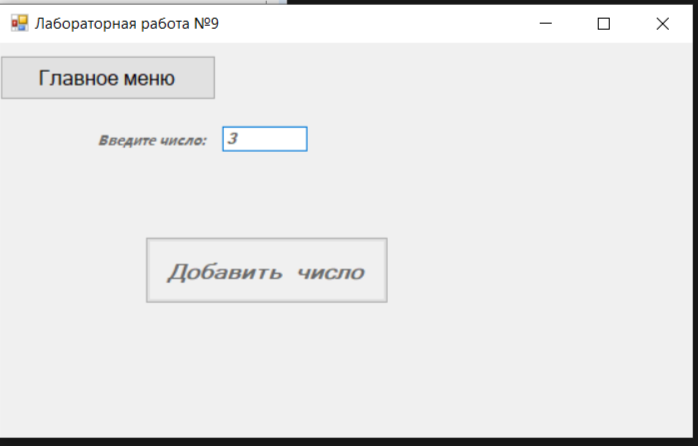 Лабораторная работа №9
Главное меню
Введите число: 3
Добавить число